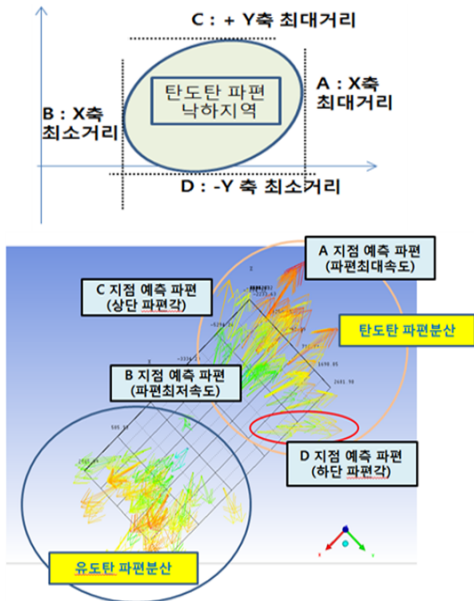 C : + Y축 최대거리
탄도탄 파편
낙하지역
A : X축
최대거리
B : X축
최소거리
D : -Y 축 최소거리
A 지점 예측 파편
(파편최대속도)
C 지점 예측 파편
(상단 파편각)
탄도탄 파편분산
B 지점 예측 파편
(파편최저속도)
D 지점 예측 파편
(하단 파편각)
유도탄 파편분산